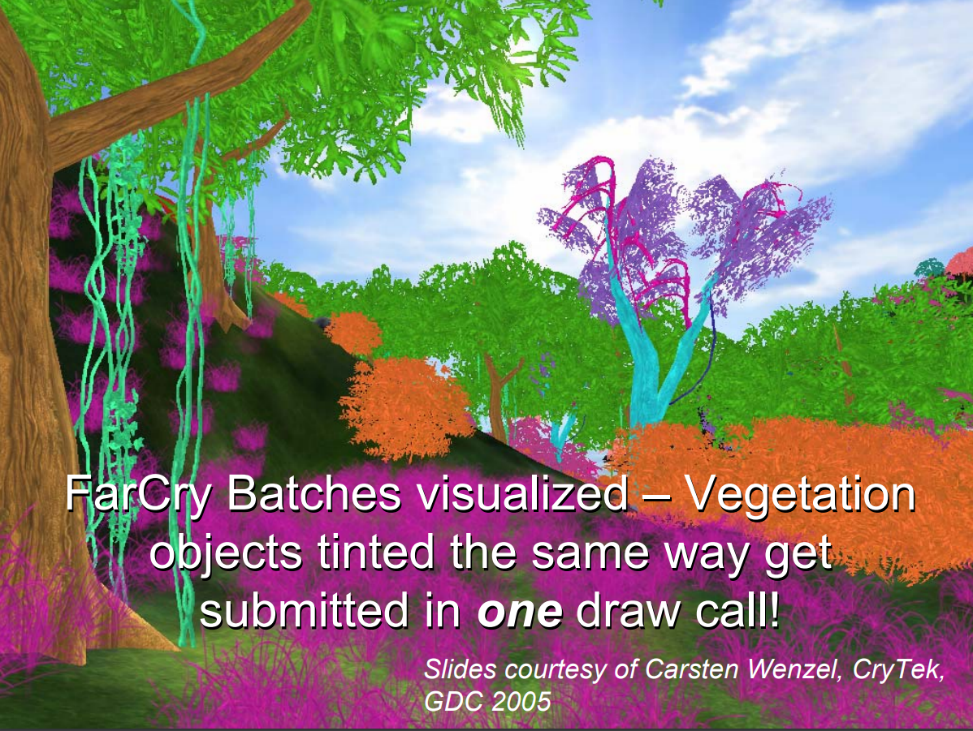 FarCry Batches visualized – Vegetation
objects tinted the same way get
submitted in one draw call!
Slides courtesy of Carsten Wenzel, CryTek,
GDC 2005